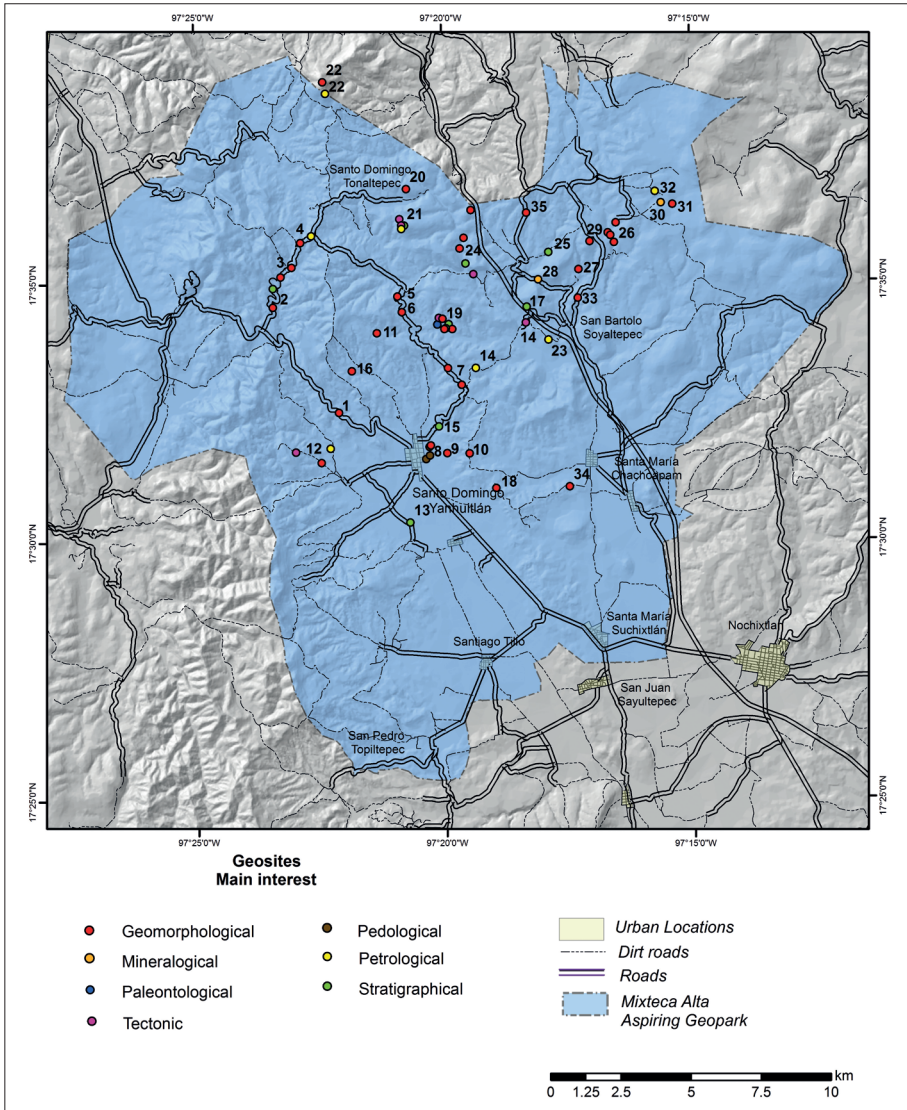 97°25'0"W 97°20'0"W 97°15'0"W
22
22
Santo Domingo
Tonaltepec
20
32
30
31
35
21
4
29
26
24
25
3
28
27
17°35'0"N
17°35'0"N
2
5
33
6
19
17
San Bartolo
Soyaltepec
11
14
23
14
16
7
1
15
12
8
9
10
Santa María
Chachoapam
18
34
Santo Domingo
Yanhuitlán
13
17°30'0"N
17°30'0"N
Santa María
Suchixtlán
Nochixtlán
Santiago Tillo
San Juan
Sayultepec
San Pedro
Topiltepec
17°25'0"N
17°25'0"N
97°25'0"W 97°20'0"W 97°15'0"W
Geosites
Main interest
Geomorphological
Mineralogical
Paleontological
Tectonic
Pedological
Petrological
Stratigraphical
Urban Locations
Dirt roads
Roads
Mixteca Alta
Aspiring Geopark
km
0 1.25 2.5 5 7.5 10